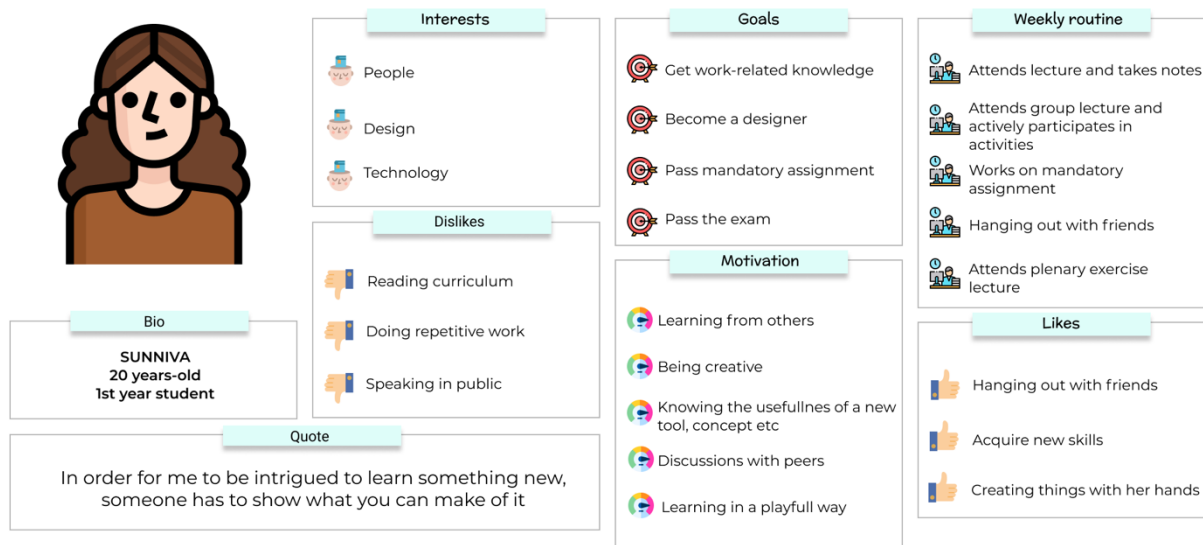 Interests
People
Design
Technology
Dislikes
Reading curriculum
Doing repetitive work
Speaking in public
Bio
SUNNIVA
20 years-old
1st year student
Quote
In order for me to be intrigued to learn something new,
someone has to show what you can make of it
Goals
Get work-related knowledge
Become a designer
Pass mandatory assignment
Pass the exam
Motivation
Learning from others
Being creative
Knowing the usefullnes of a new
tool, concept etc
Discussions with peers
Learning in a playfull way
Weekly routine
Attends lecture and takes notes
Attends group lecture and
actively participates in
activities
Works on mandatory
assignment
Hanging out with friends
Attends plenary exercise
lecture
Likes
Hanging out with friends
Acquire new skills
Creating things with her hands